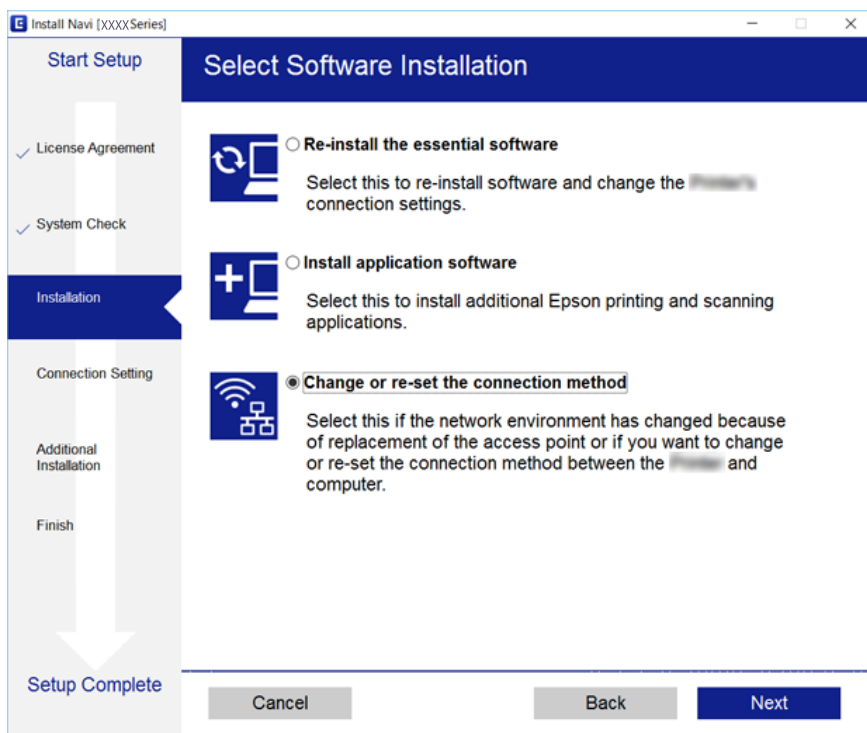 Install Navi [XXXX Series]
Start Setup
License Agreement
System Check
Installation
Connection Setting
Additional
Installation
Finish
Setup Complete
Select Software Installation
Re-install the essential software
Select this to re-install software and change the
connection settings.
Install application software
Select this to install additional Epson printing and scanning
applications.
Change or re-set the connection method
Select this if the network environment has changed because
of replacement of the access point or if you want to change
or re-set the connection method between the and
computer.
Cancel
Back
Next